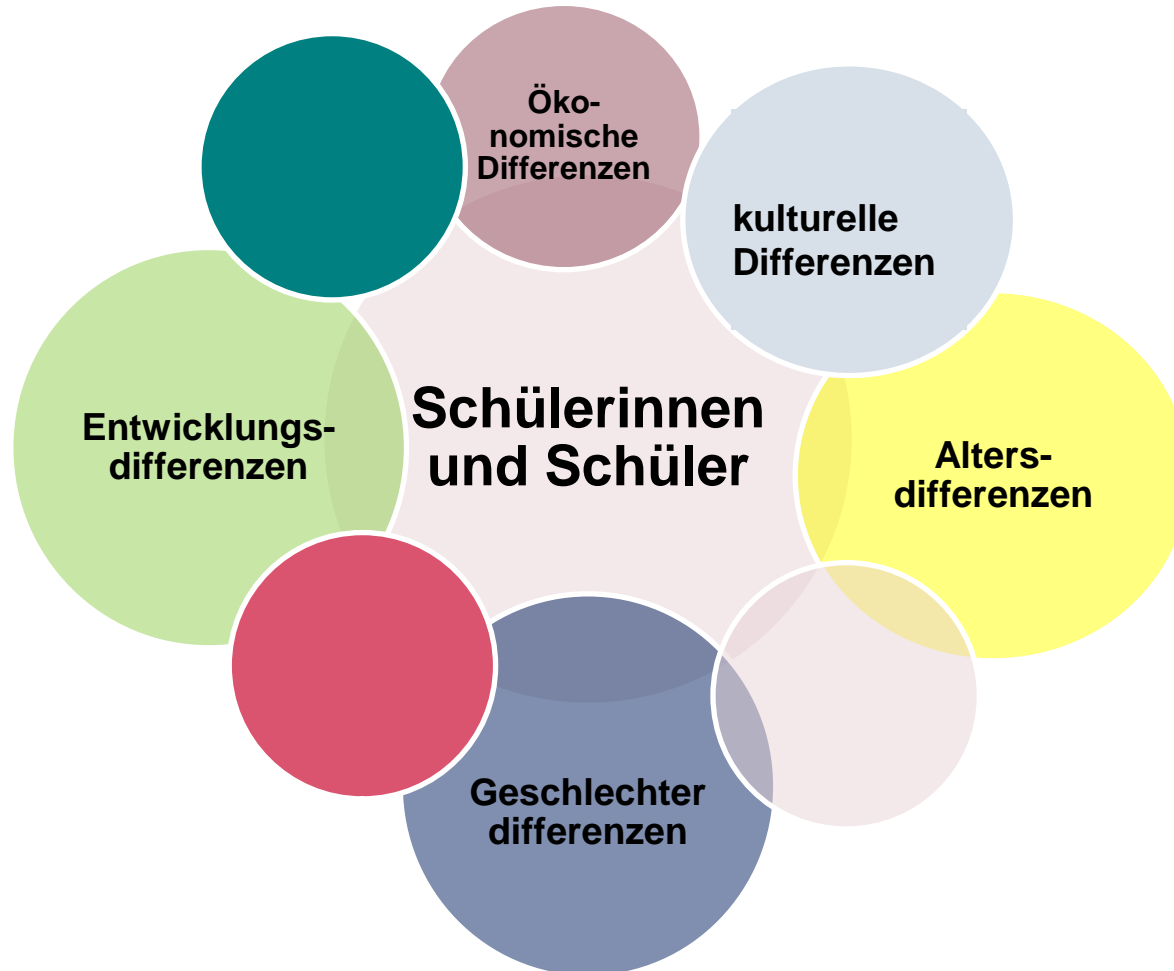 Öko-
nomische
Differenzen
kulturelle
Differenzen
Schülerinnen
und Schüler
Entwicklungs-
differenzen
Alters-
differenzen
Geschlechter
differenzen